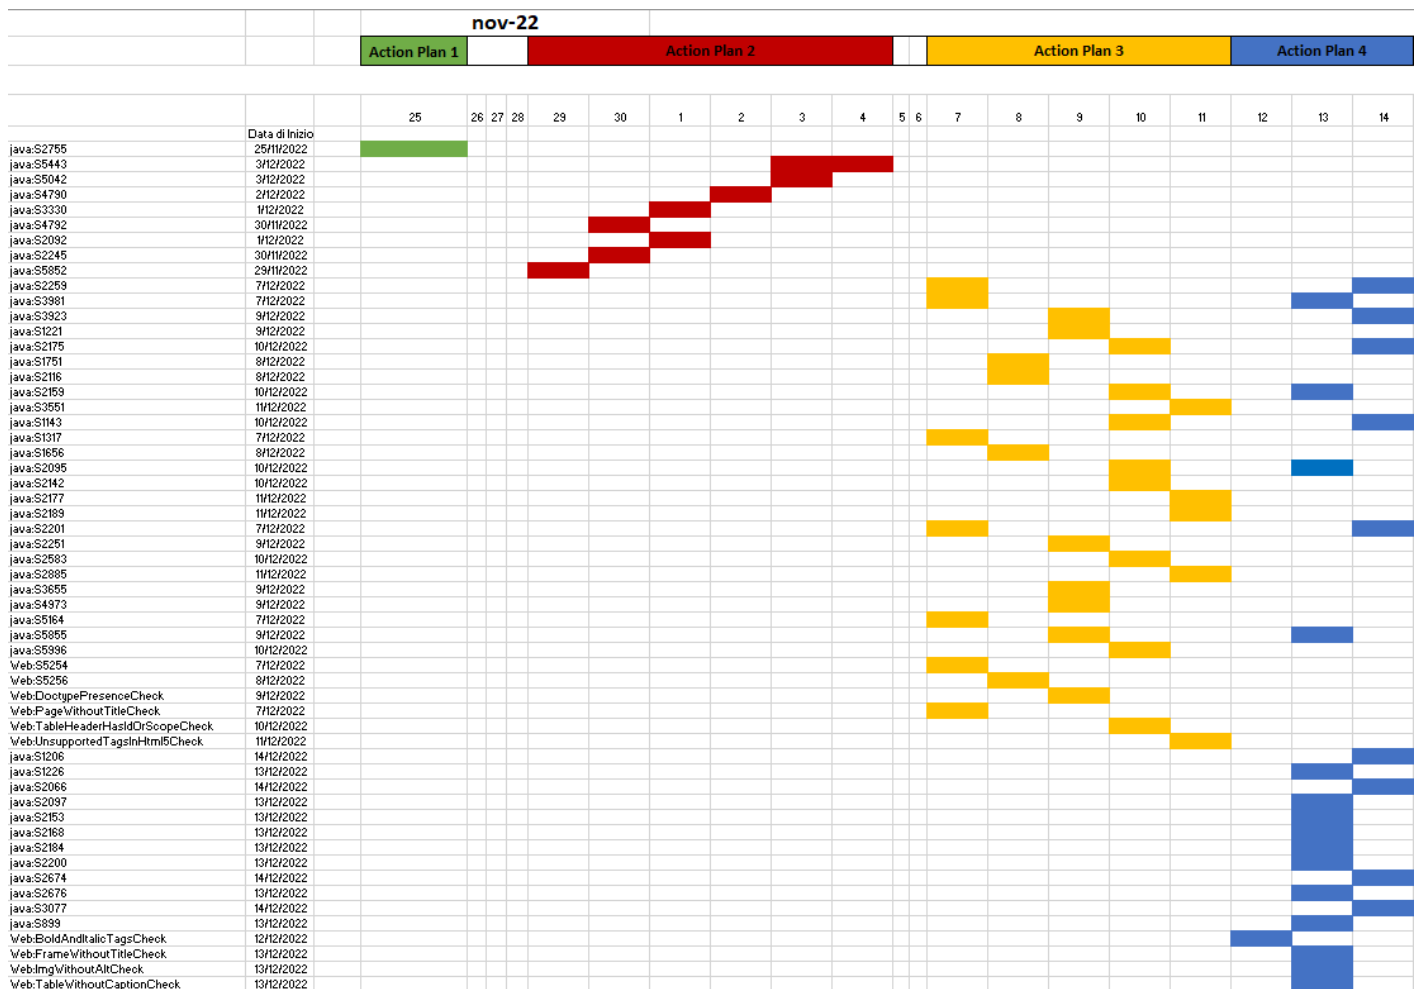 nov-22
Action Plan 1 Action Plan 2 Action Plan 3 Action Plan 4
25 26 27 28 29 30 1 2 3 4 5 6 7 8 9 10 11 12 13 14
Data di Inizio
java:S2755 25/11/2022
java:S5443 3/12/2022
java:S5042 3/12/2022
java:S4790 2/12/2022
java:S3330 1/12/2022
java:S4792 30/11/2022
java:S2092 1/12/2022
java:S2245 30/11/2022
java:S5852 29/11/2022
java:S2259 7/12/2022
java:S3981 7/12/2022
java:S3923 9/12/2022
java:S1221 9/12/2022
java:S2175 10/12/2022
java:S1751 8/12/2022
java:S2116 8/12/2022
java:S2159 10/12/2022
java:S3551 11/12/2022
java:S1143 10/12/2022
java:S1317 7/12/2022
java:S1656 8/12/2022
java:S2095 10/12/2022
java:S2142 10/12/2022
java:S2177 11/12/2022
java:S2189 11/12/2022
java:S2201 7/12/2022
java:S2251 9/12/2022
java:S2583 10/12/2022
java:S2885 11/12/2022
java:S3655 9/12/2022
java:S4973 9/12/2022
java:S5164 7/12/2022
java:S5855 9/12/2022
java:S5996 10/12/2022
Web:S5254 7/12/2022
Web:S5256 8/12/2022
Web:DoctypePresenceCheck 9/12/2022
Web:PageWithoutTitleCheck 7/12/2022
Web:TableHeaderHasIdOrScopeCheck 10/12/2022
Web:UnsupportedTagsInHtml5Check 11/12/2022
java:S1206 14/12/2022
java:S1226 13/12/2022
java:S2066 14/12/2022
java:S2097 13/12/2022
java:S2153 13/12/2022
java:S2168 13/12/2022
java:S2184 13/12/2022
java:S2200 13/12/2022
java:S2674 14/12/2022
java:S2676 13/12/2022
java:S3077 14/12/2022
java:S899 13/12/2022
Web:BoldAndItalicTagsCheck 12/12/2022
Web:FrameWithoutTitleCheck 13/12/2022
Web:ImgWithoutAltCheck 13/12/2022
Web:TableWithoutCaptionCheck 13/12/2022